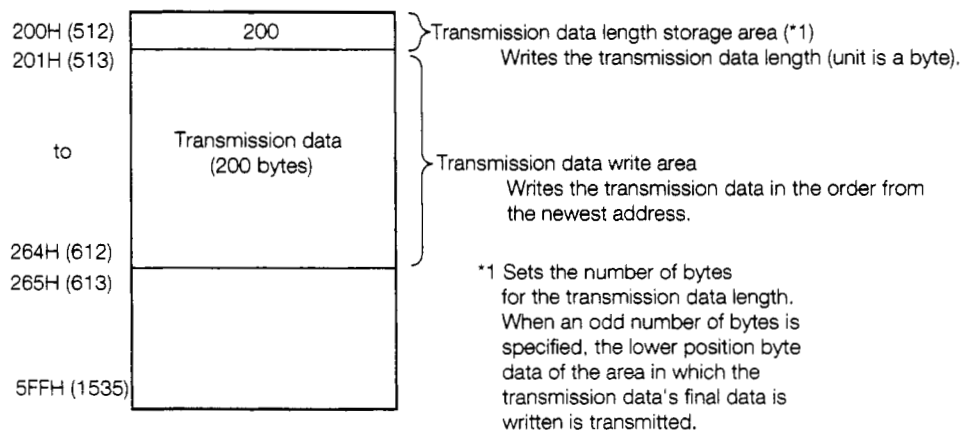 200H (512)
200
Transmission data length storage area (*1)
Writes the transmission data length (unit is a byte).
201H (513)
to
Transmission data
(200 bytes)
Transmission data write area
Writes the transmission data in the order from
the newest address.
264H (612)
265H (613)
5FFH (1535)
*1 Sets the number of bytes
for the transmission data length.
When an odd number of bytes is
specified, the lower position byte
data of the area in which the
transmission data's final data is
written is transmitted.